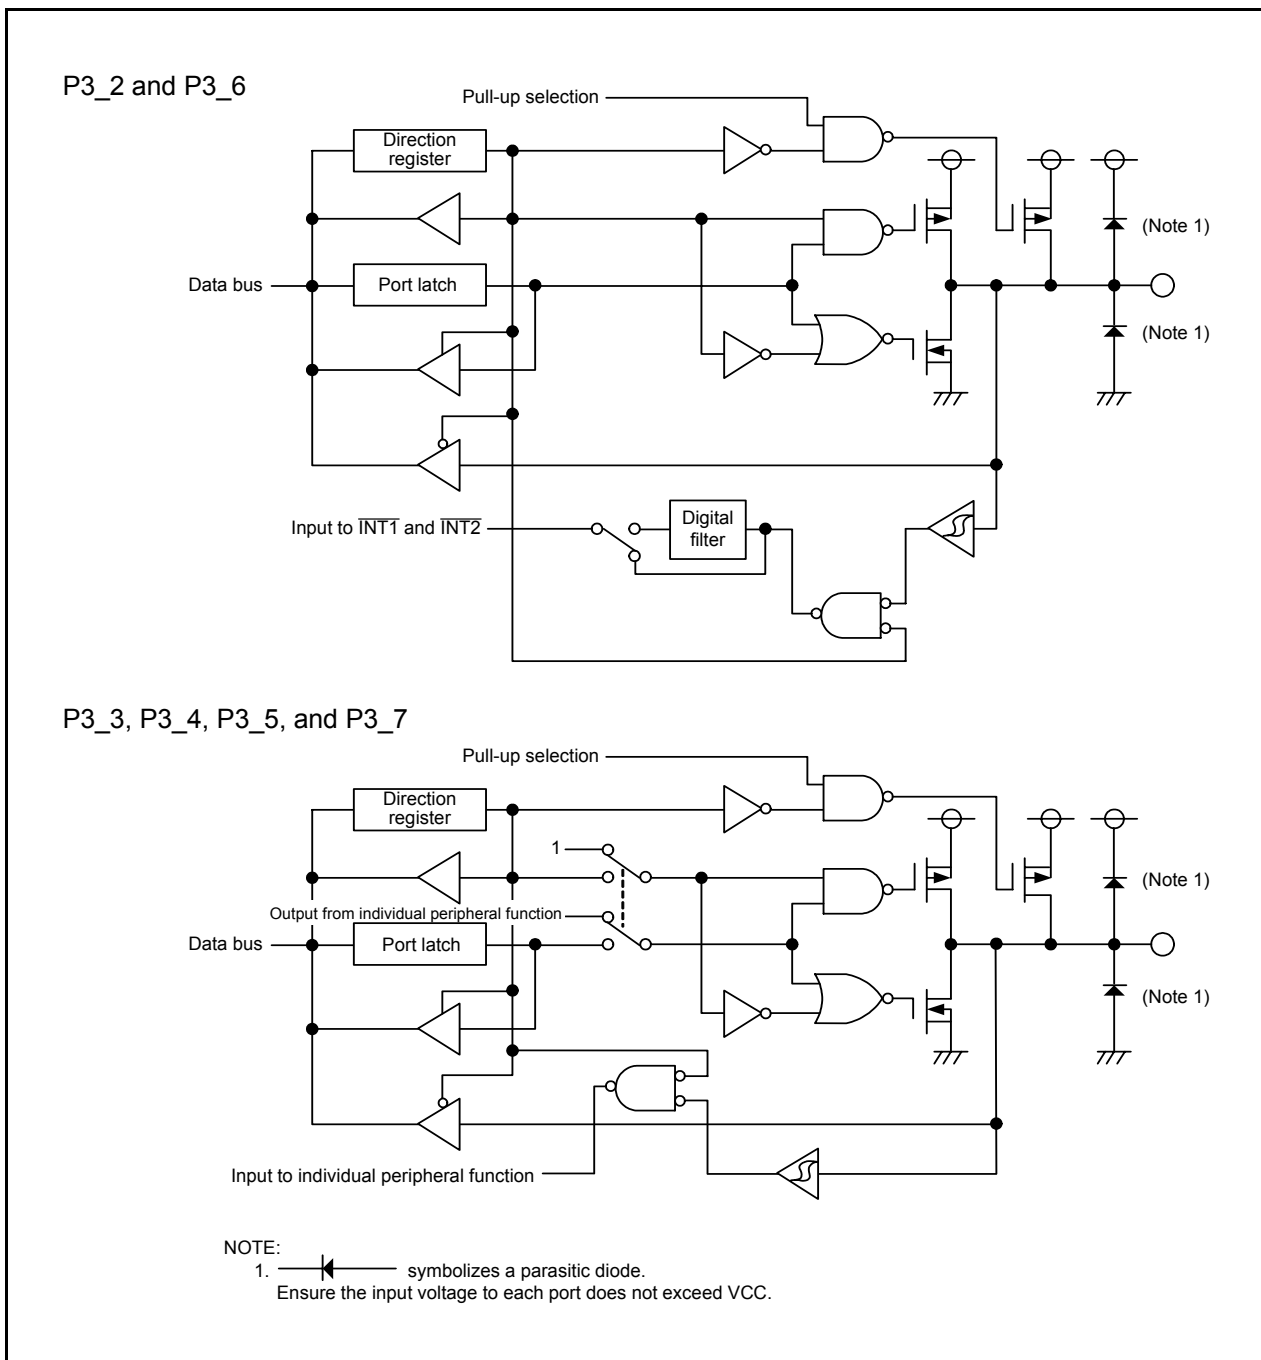 P3_2 and P3_6
Pull-up selection
Direction
register
(Note 1)
Data bus
Port latch
(Note 1)
Input to INT1 and INT2
Digital
filter
P3_3, P3_4, P3_5, and P3_7
Pull-up selection
Direction
register
1
(Note 1)
Output from individual peripheral function
Data bus
Port latch
(Note 1)
Input to individual peripheral function
NOTE:
1. symbolizes a parasitic diode.
Ensure the input voltage to each port does not exceed VCC.